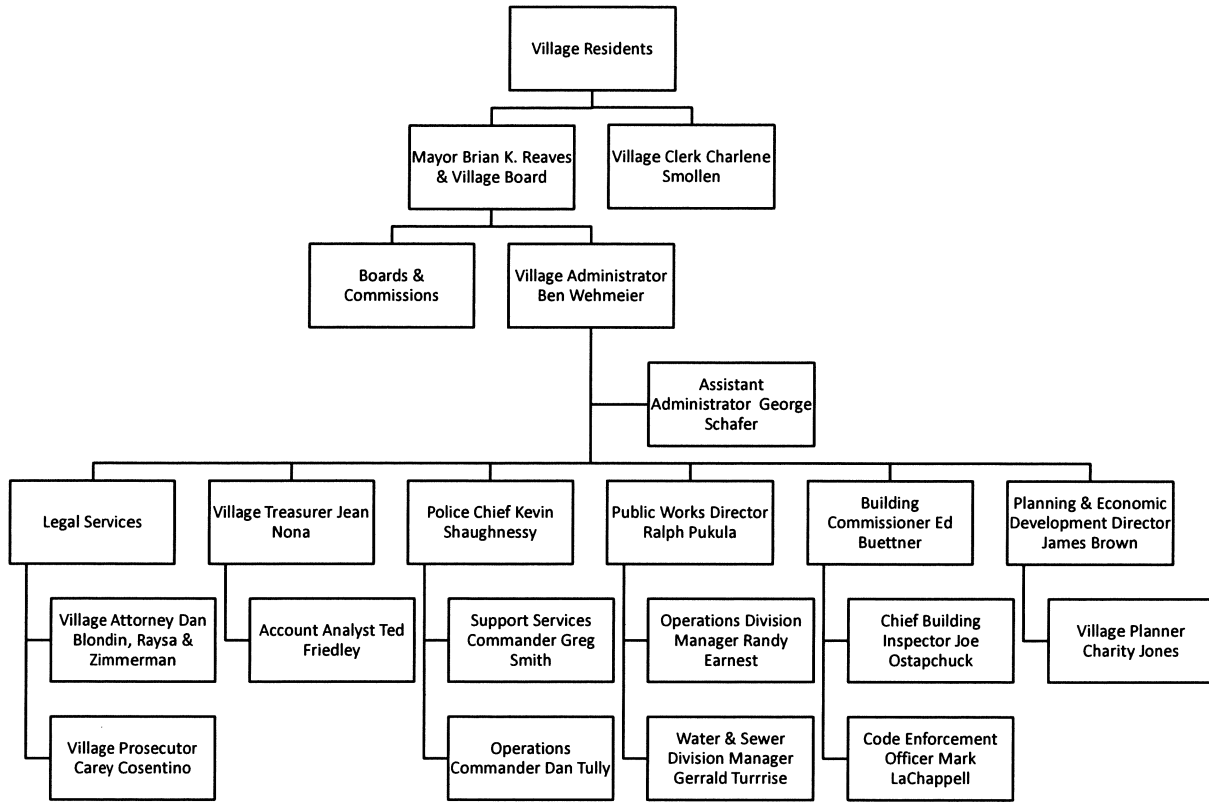 Village Residents
Mayor Brian K. Reaves
& Village Board
Village Clerk Charlene
Smollen
Boards &
Commissions
Village Administrator
Ben Wehmeier
Assistant
Administrator George
Schafer
Legal Services
Village Treasurer Jean
Nona
Police Chief Kevin
Shaughnessy
Public Works Director
Ralph Pukula
Building
Commissioner Ed
Buettner
Planning & Economic
Development Director
James Brown
Village Attorney Dan
Blondin, Raysa &
Zimmerman
Account Analyst Ted
Friedley
Support Services
Commander Greg
Smith
Operations Division
Manager Randy
Earnest
Chief Building
Inspector Joe
Ostapchuck
Village Planner
Charity Jones
Village Prosecutor
Carey Cosentino
Operations
Commander Dan Tully
Water & Sewer
Division Manager
Gerrald Turrrise
Code Enforcement
Officer Mark
LaChappell